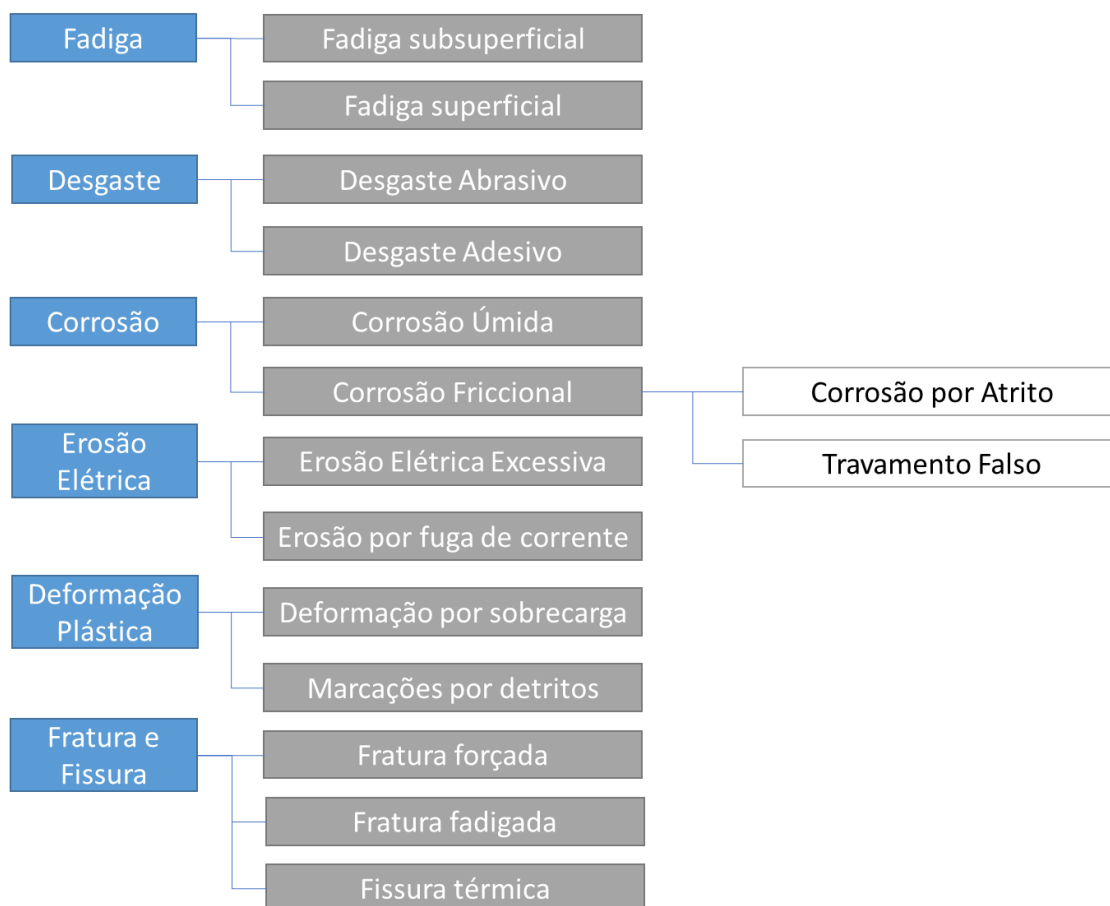 Fadiga
Fadiga subsuperficial
Fadiga superficial
Desgaste
Desgaste Abrasivo
Desgaste Adesivo
Corrosão
Corrosão Úmida
Corrosão Friccional
Corrosão por Atrito
Travamento Falso
Erosão
Elétrica
Erosão Elétrica Excessiva
Erosão por fuga de corrente
Deformação
Plástica
Deformação por sobrecarga
Marcações por detritos
Fratura e
Fissura
Fratura forçada
Fratura fadigada
Fissura térmica